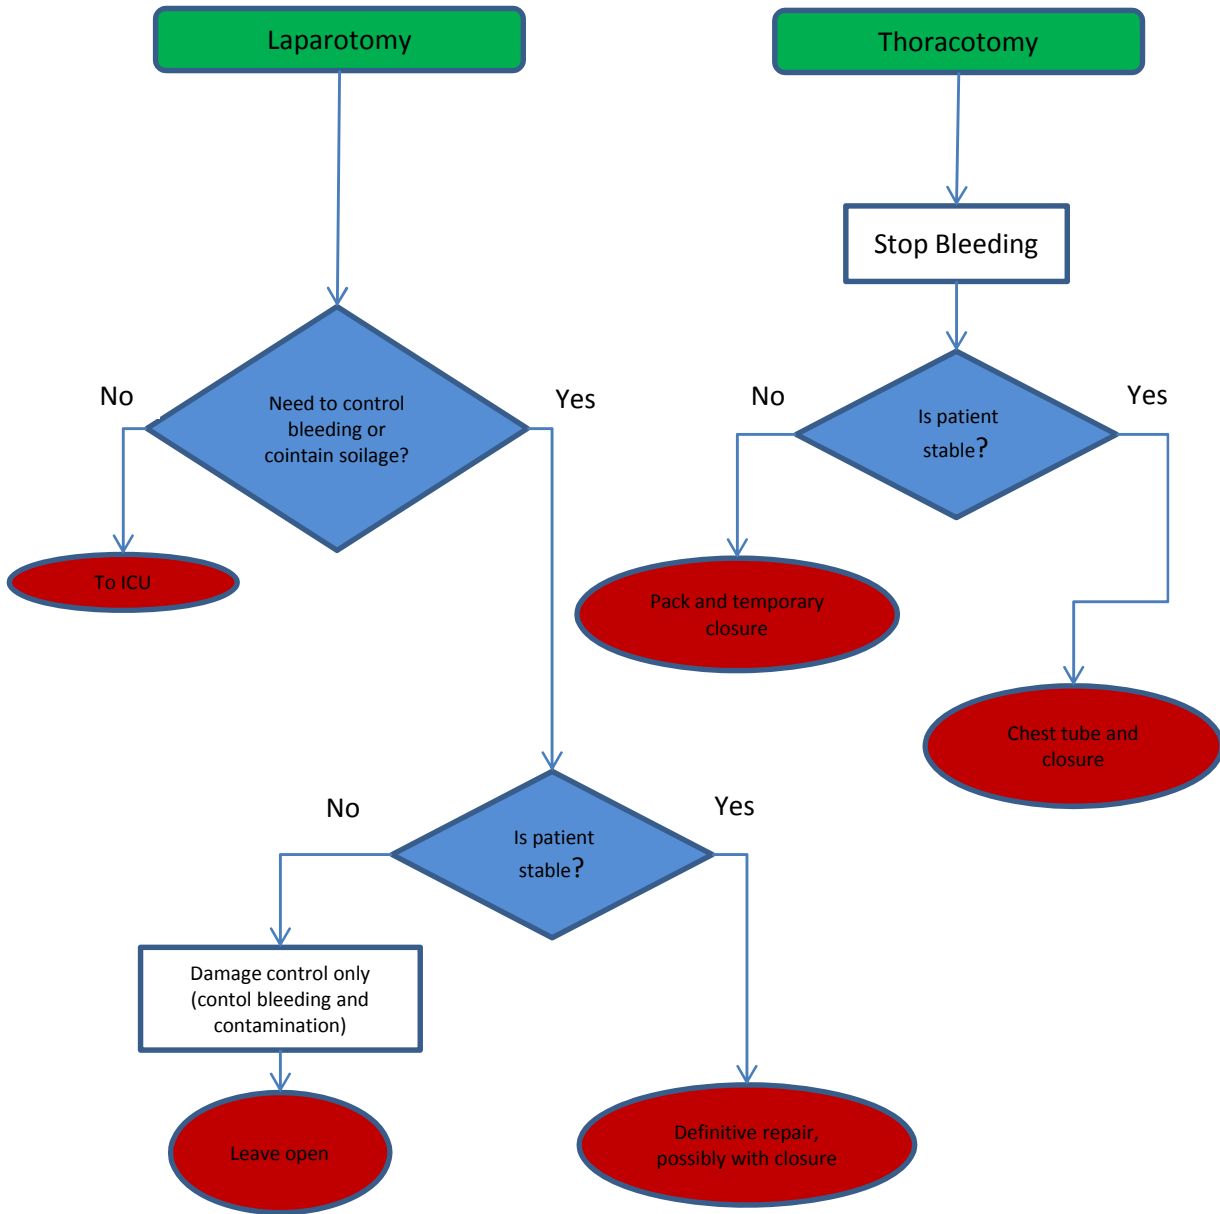 Laparotomy
Need to control
bleeding or
cointain soilage?
No
Yes
To ICU
Is patient
stable?
No
Yes
Damage control only
(contol bleeding and
contamination)
Leave open
Definitive repair,
possibly with closure
Thoracotomy
Stop Bleeding
Is patient
stable?
No
Yes
Pack and temporary
closure
Chest tube and
closure